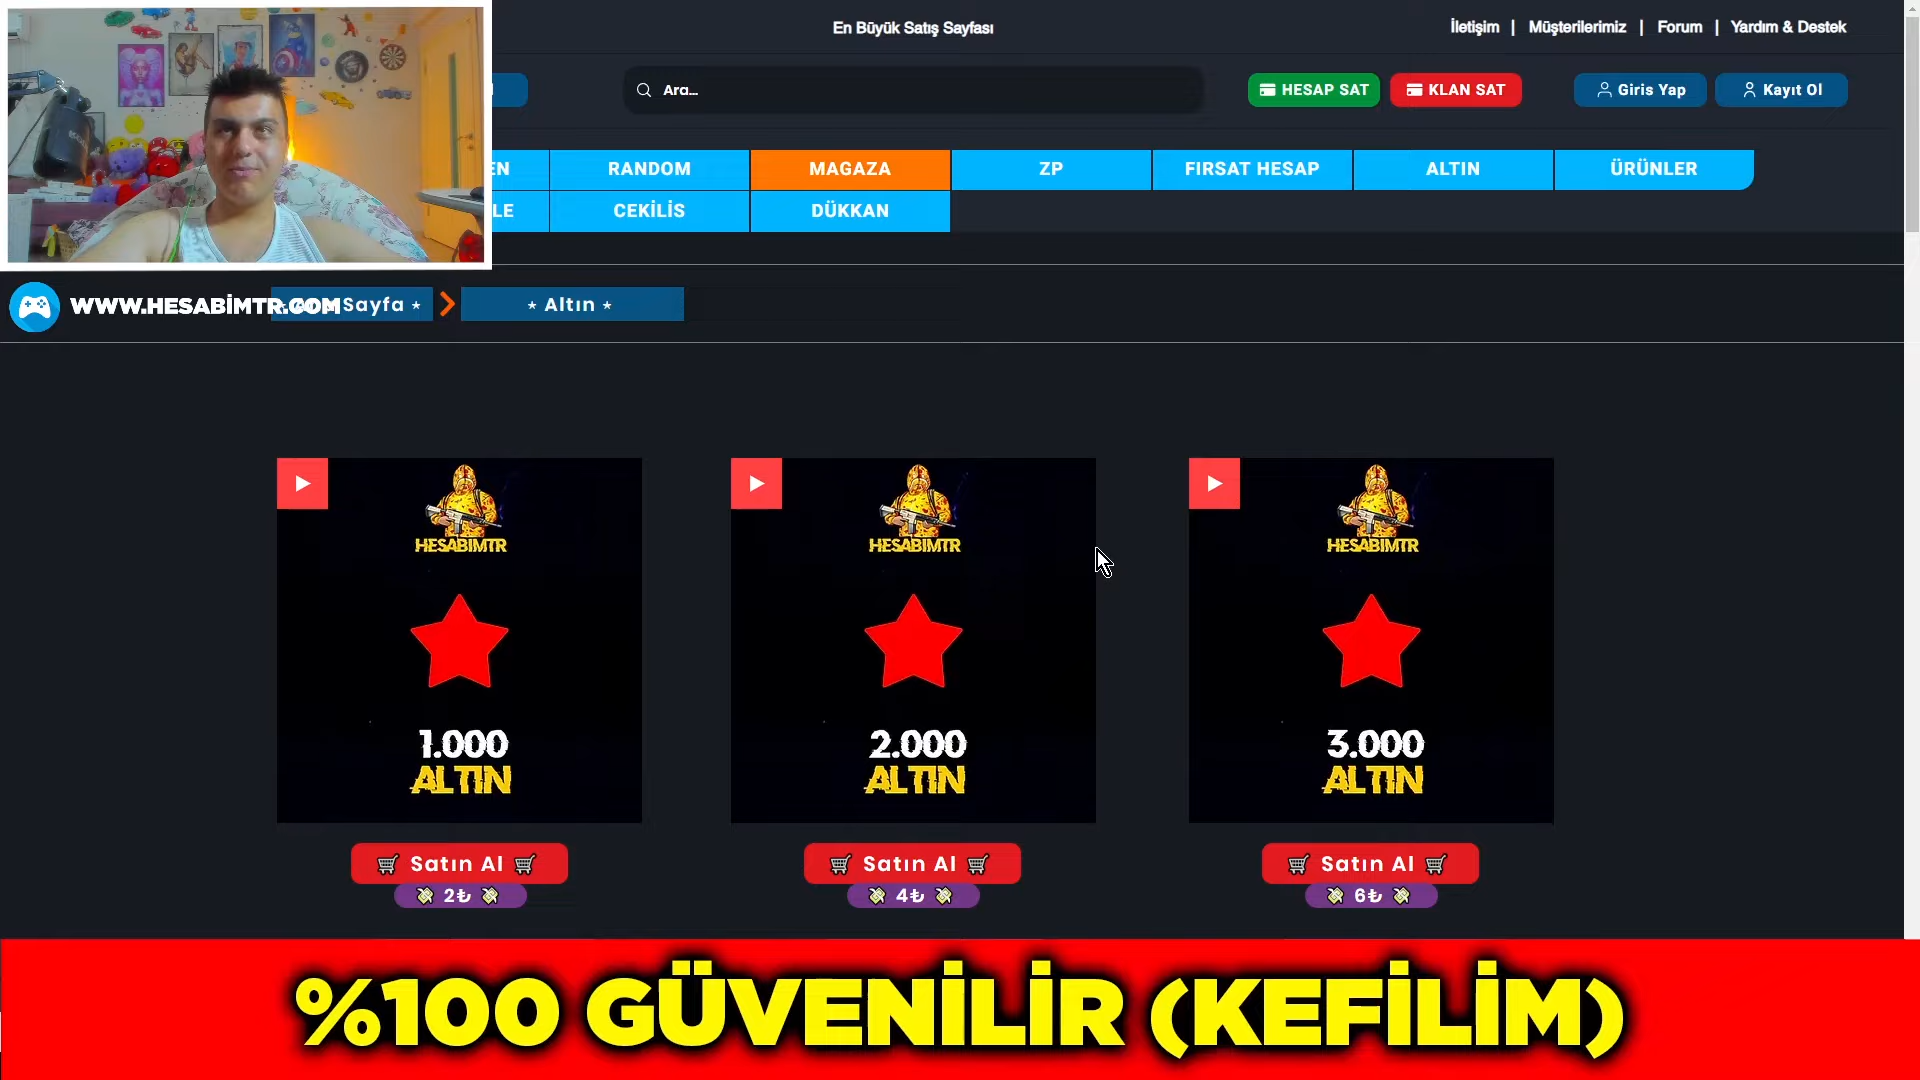 En Büyük Satış Sayfası
İletişim | Müşterilerimiz | Forum | Yardım & Destek
Ara...
HESAP SAT
KLAN SAT
Giris Yap
Kayıt Ol
RANDOM
MAGAZA
ZP
FIRSAT HESAP
ALTIN
ÜRÜNLER
CEKİLİS
DÜKKAN
WWW.HESABİMTR.COM
Sayfa ⋆
⋆ Altın ⋆
HESABIMTR
HESABIMTR
HESABIMTR
1.000
ALTIN
2.000
ALTIN
3.000
ALTIN
Satın Al
Satın Al
Satın Al
2₺
4₺
6₺
%100 GÜVENİLİR (KEFİLİM)